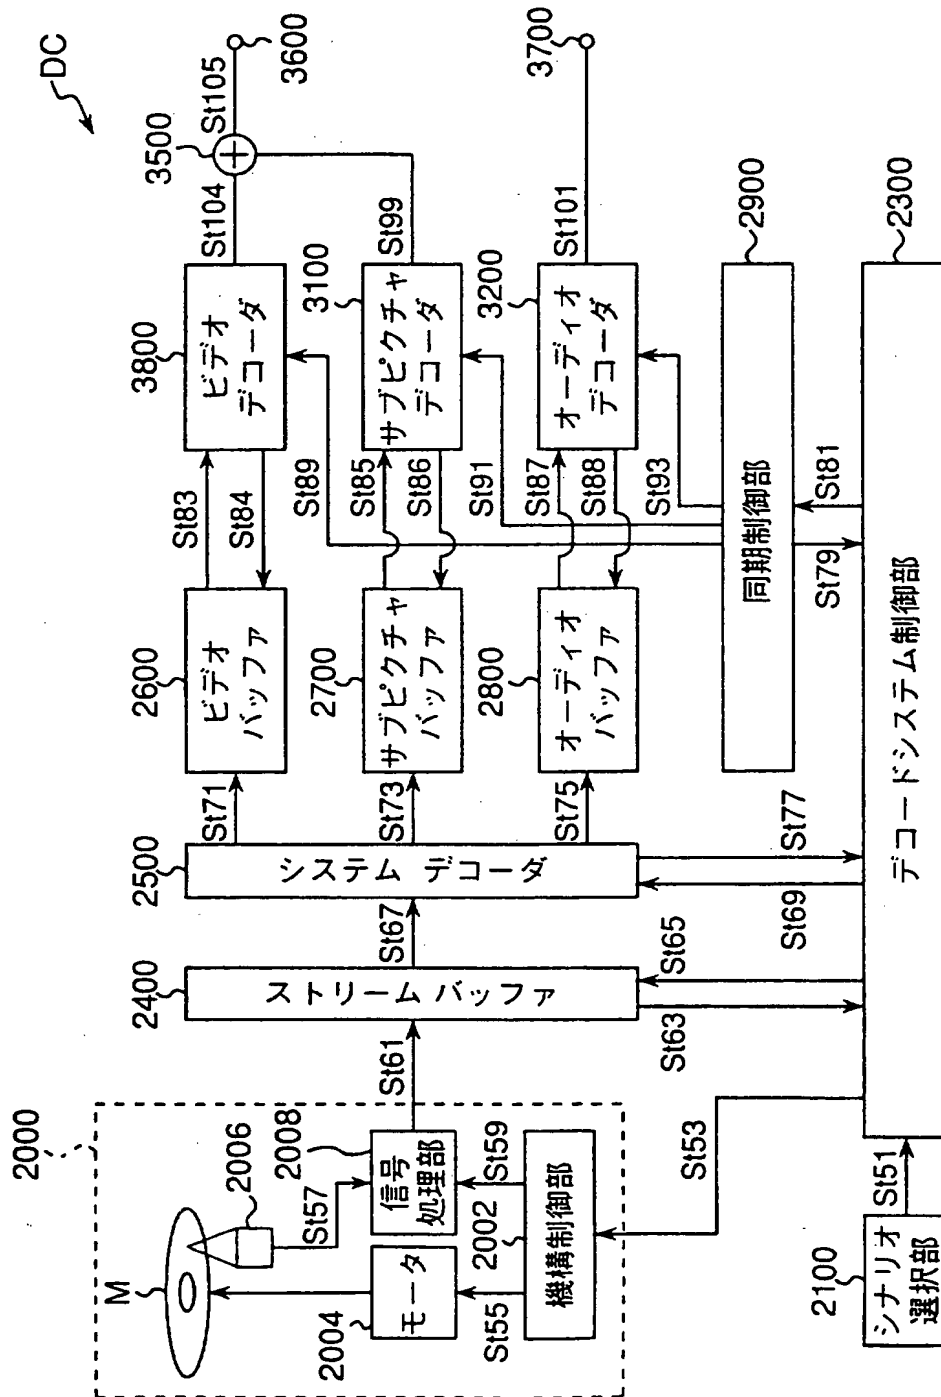 DC
2000
M
2006
2008
St57
信号
処理部
2004
モータ
2002
St55
St59
機構制御部
St53
2100
シナリオ
選択部
St51
St61
2400
ストリーム バッファ
St63
St65
St67
2500
システム デコーダ
St69
St77
St71
St73
St75
2600
ビデオ
バッファ
2700
サブピクチャ
バッファ
2800
オーディオ
バッファ
St83
St84
St89
St85
St86
St91
St87
St88
St93
3800
ビデオ
デコーダ
3100
サブピクチャ
デコーダ
3200
オーディオ
デコーダ
St104
3500
St105
3600
St99
St101
3700
2900
同期制御部
St79
St81
2300
デコードシステム制御部